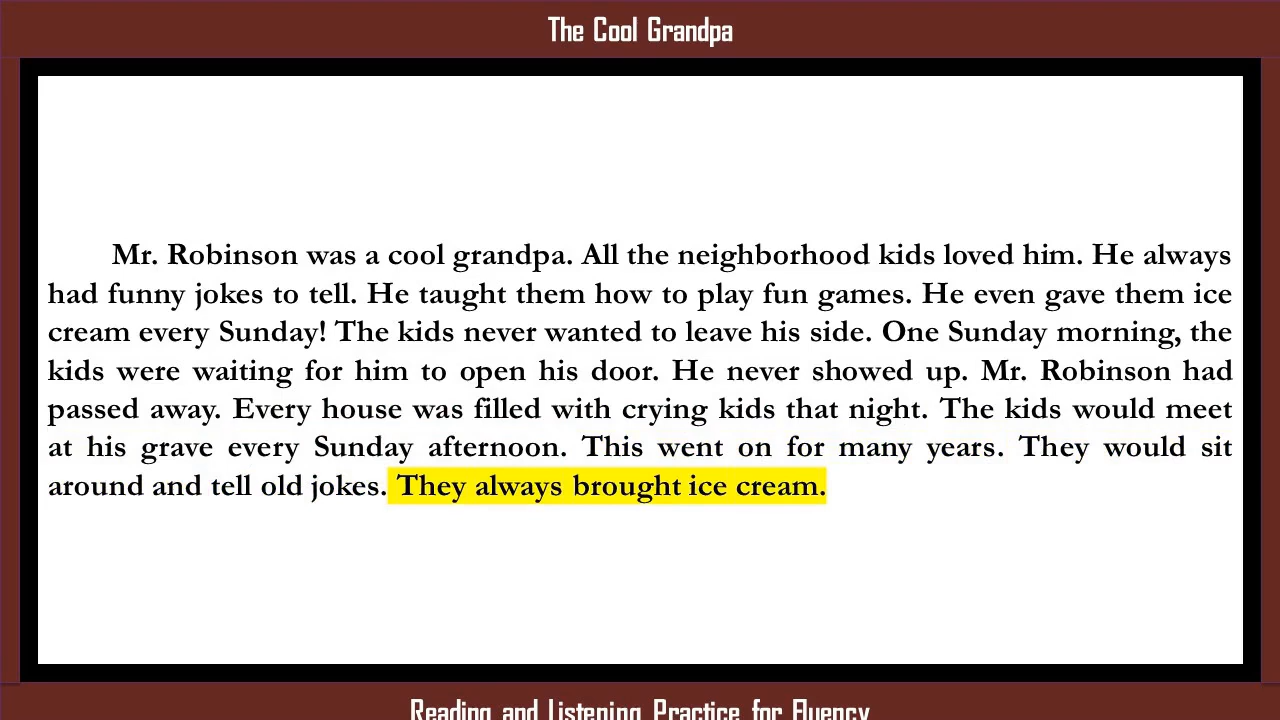 The Cool Grandpa
Mr. Robinson was a cool grandpa. All the neighborhood kids loved him. He always
had funny jokes to tell. He taught them how to play fun games. He even gave them ice
cream every Sunday! The kids never wanted to leave his side. One Sunday morning, the
kids were waiting for him to open his door. He never showed up. Mr. Robinson had
passed away. Every house was filled with crying kids that night. The kids would meet
at his grave every Sunday afternoon. This went on for many years. They would sit
around and tell old jokes. They always brought ice cream.
Reading and Listening Practice for Fluency